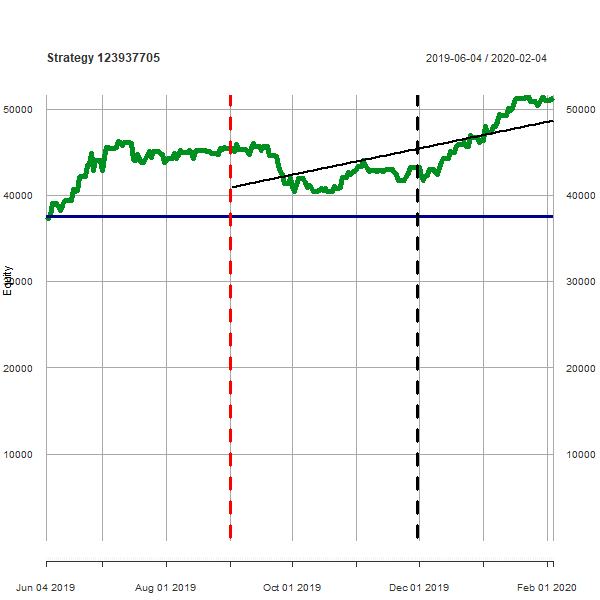 Strategy 123937705
2019-06-04 / 2020-02-04
50000 50000
40000 40000
Equity
30000 30000
20000 20000
10000 10000
Jun 04 2019 Aug 01 2019 Oct 01 2019 Dec 01 2019 Feb 01 2020